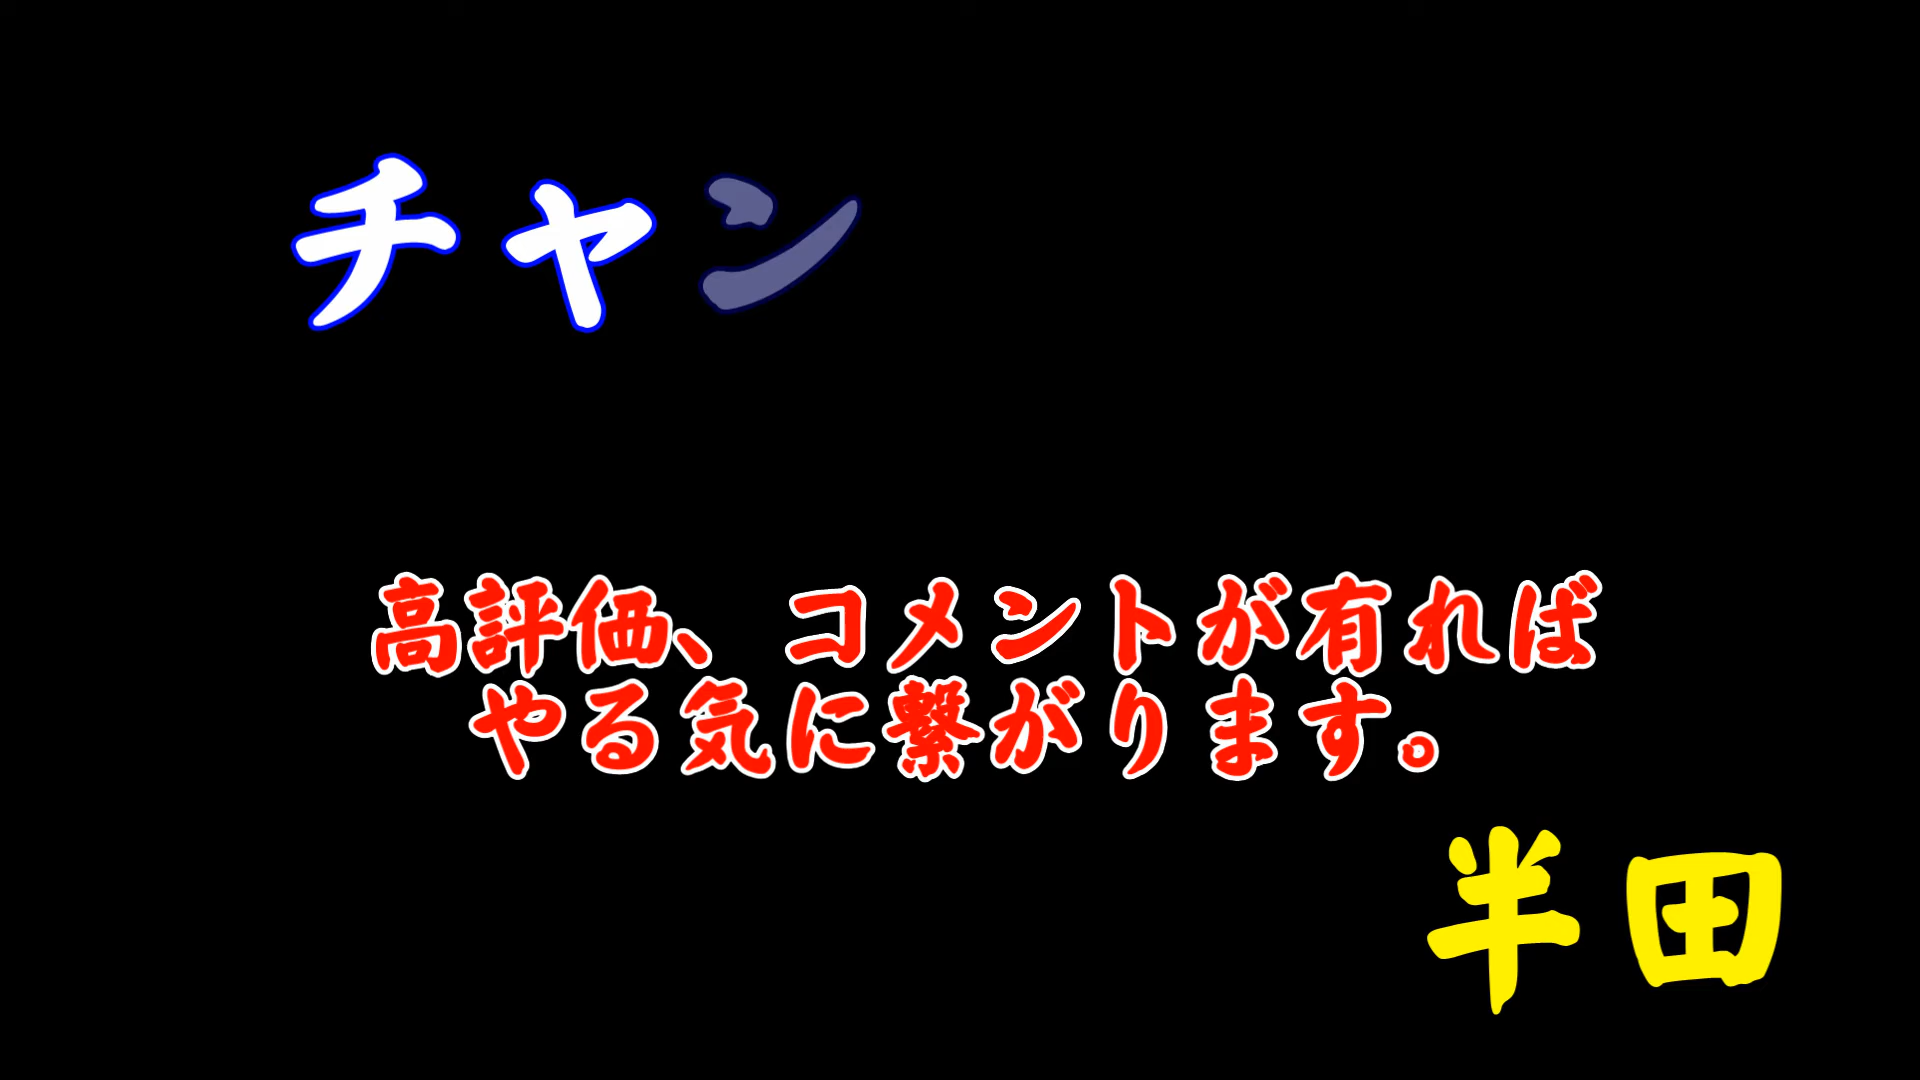 チャン
高評価、コメントが有れば
やる気に繋がります。
半田